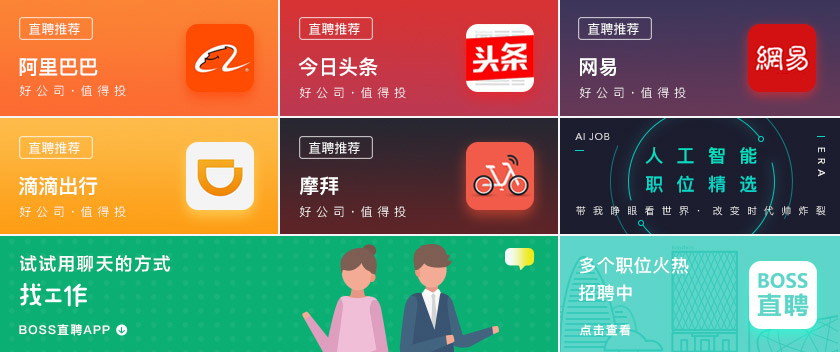 直聘推荐
阿里巴巴
好公司·值得投
直聘推荐
今日头条
好公司·值得投
头条
直聘推荐
网易
好公司·值得投
網易
直聘推荐
滴滴出行
好公司·值得投
直聘推荐
摩拜
好公司·值得投
AI JOB
人工智能
职位精选
带我睁眼看世界·改变时代帅炸裂
ERA
试试用聊天的方式
找工作
BOSS直聘APP
多个职位火热
招聘中
点击查看
BOSS
直聘